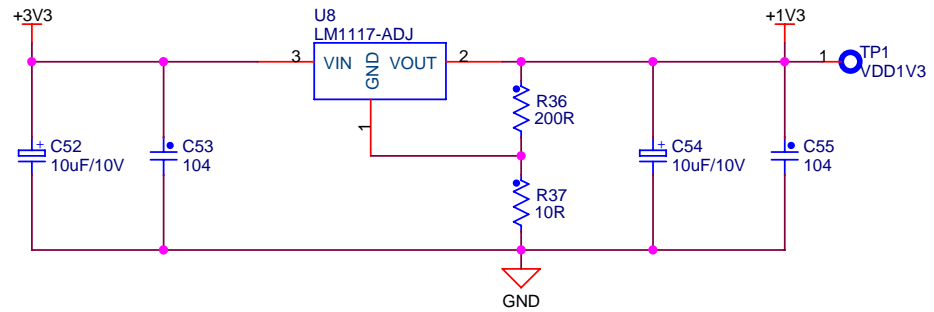 +3V3
U8
LM1117-ADJ
+1V3
3
VIN
GND
VOUT
2
1
TP1
VDD1V3
1
R36
200R
C52
+
10uF/10V
C53
104
C54
+
10uF/10V
C55
104
R37
10R
GND